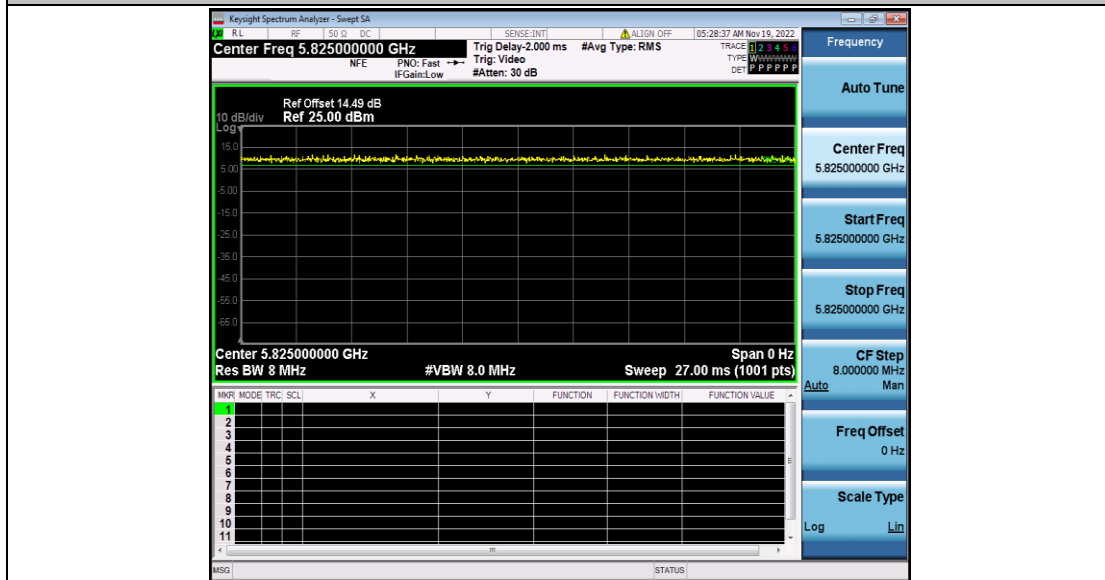 Keysight Spectrum Analyzer - Swept SA
RL RF 50 Ω DC SENSE:INT ALIGN OFF 05:28:37 AM Nov 19, 2022
Center Freq 5.825000000 GHz
NFE PNO: Fast IFGain:Low
Trig Delay-2.000 ms #Avg Type: RMS
Trig: Video
#Atten: 30 dB
TRACE 1 2 3 4 5 6
TYPE WWWWWW
DET P P P P P P
Ref Offset 14.49 dB
10 dB/div Ref 25.00 dBm
Log
15.0
5.00
-5.00
-15.0
-25.0
-35.0
-45.0
-55.0
-65.0
Center 5.825000000 GHz Span 0 Hz
Res BW 8 MHz #VBW 8.0 MHz Sweep 27.00 ms (1001 pts)
MKR MODE TRC SCL X Y FUNCTION FUNCTION WIDTH FUNCTION VALUE
1
2
3
4
5
6
7
8
9
10
11
MSG STATUS
Frequency
Auto Tune
Center Freq
5.825000000 GHz
Start Freq
5.825000000 GHz
Stop Freq
5.825000000 GHz
CF Step
8.000000 MHz
Auto Man
Freq Offset
0 Hz
Scale Type
Log Lin